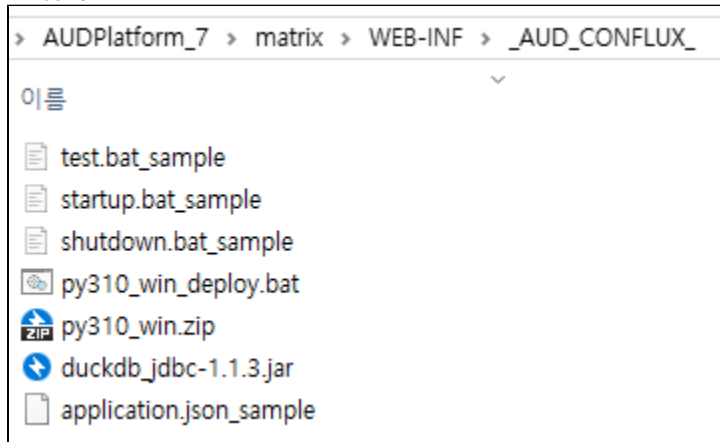 > AUDPlatform_7 > matrix > WEB-INF > _AUD_CONFLUX_
이름
test.bat_sample
startup.bat_sample
shutdown.bat_sample
py310_win_deploy.bat
ZIP py310_win.zip
duckdb_jdbc-1.1.3.jar
application.json_sample